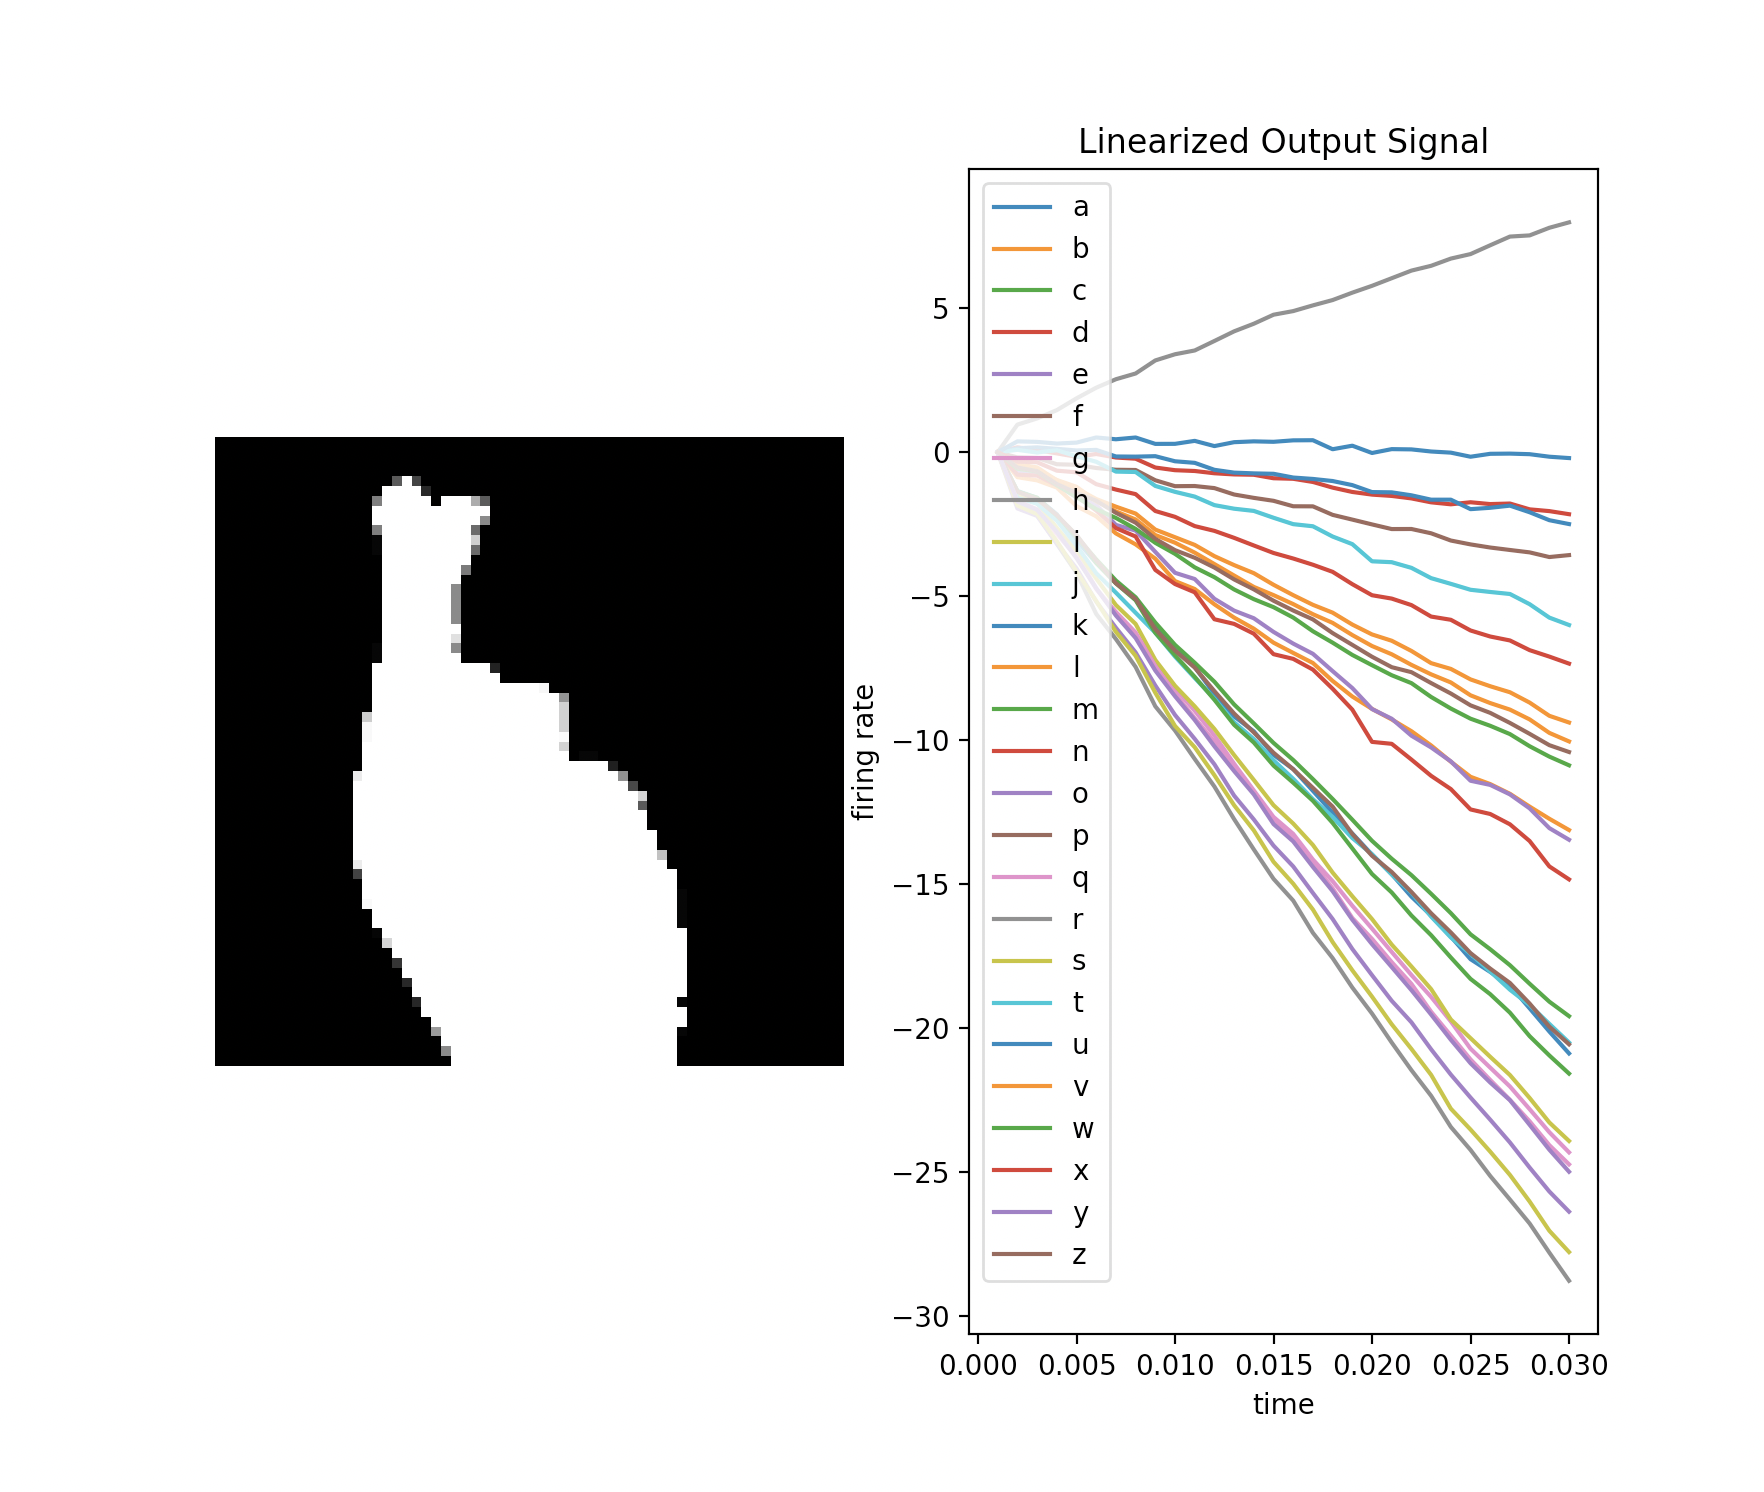 Linearized Output Signal
firing rate
5
0
−5
−10
−15
−20
−25
−30
a
b
c
d
e
f
g
h
i
j
k
l
m
n
o
p
q
r
s
t
u
v
w
x
y
z
0.000 0.005 0.010 0.015 0.020 0.025 0.030
time